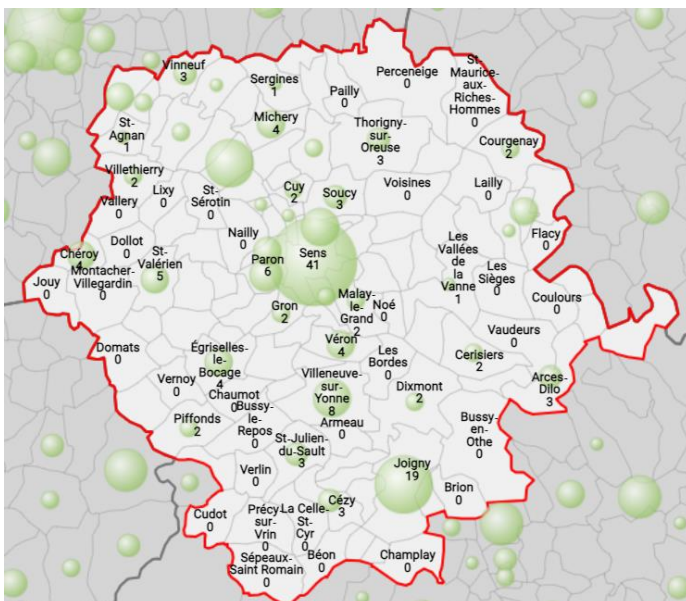 Vinneuf
3
Sergines
1
Pailly
0
Perceneige
0
St-
Maurice-
aux-
Riches-
Hommes
0
St-
Agnan
1
Michery
4
Thorigny-
sur-
Oreuse
3
Courgenay
2
Villethierry
2
Lixy
0
St-
Sérotin
0
Cuy
2
Soucy
3
Voisines
0
Lailly
0
Vallery
0
Nailly
0
Flacy
0
Dollot
0
St-
Valérien
5
Chéroy
4
Montacher-
Villegardin
0
Jouy
0
Paron
6
Sens
41
Les
Vallées
de la
Vanne
1
Les
Sièges
0
Coulours
0
Gron
2
Malay-
le-
Grand
2
Noé
0
Vaudeurs
0
Domats
0
Égriselles-
le-
Bocage
4
Véron
4
Les
Bordes
0
Cerisiers
2
Vernoy
0
Chaumot
0
Villeneuve-
sur-
Yonne
8
Dixmont
2
Arces-
Dilo
3
Piffonds
2
Bussy-
le-
Repos
0
Armeau
0
Bussy-
en-
Othe
0
St-Julien-
du-Sault
3
Verlin
0
Joigny
19
Brion
0
Cudot
0
Précy-
sur-
Vrin
0
La Celle-
St-
Cyr
0
Cézy
3
Sépeaux-
Saint Romain
0
Béon
0
Champlay
0